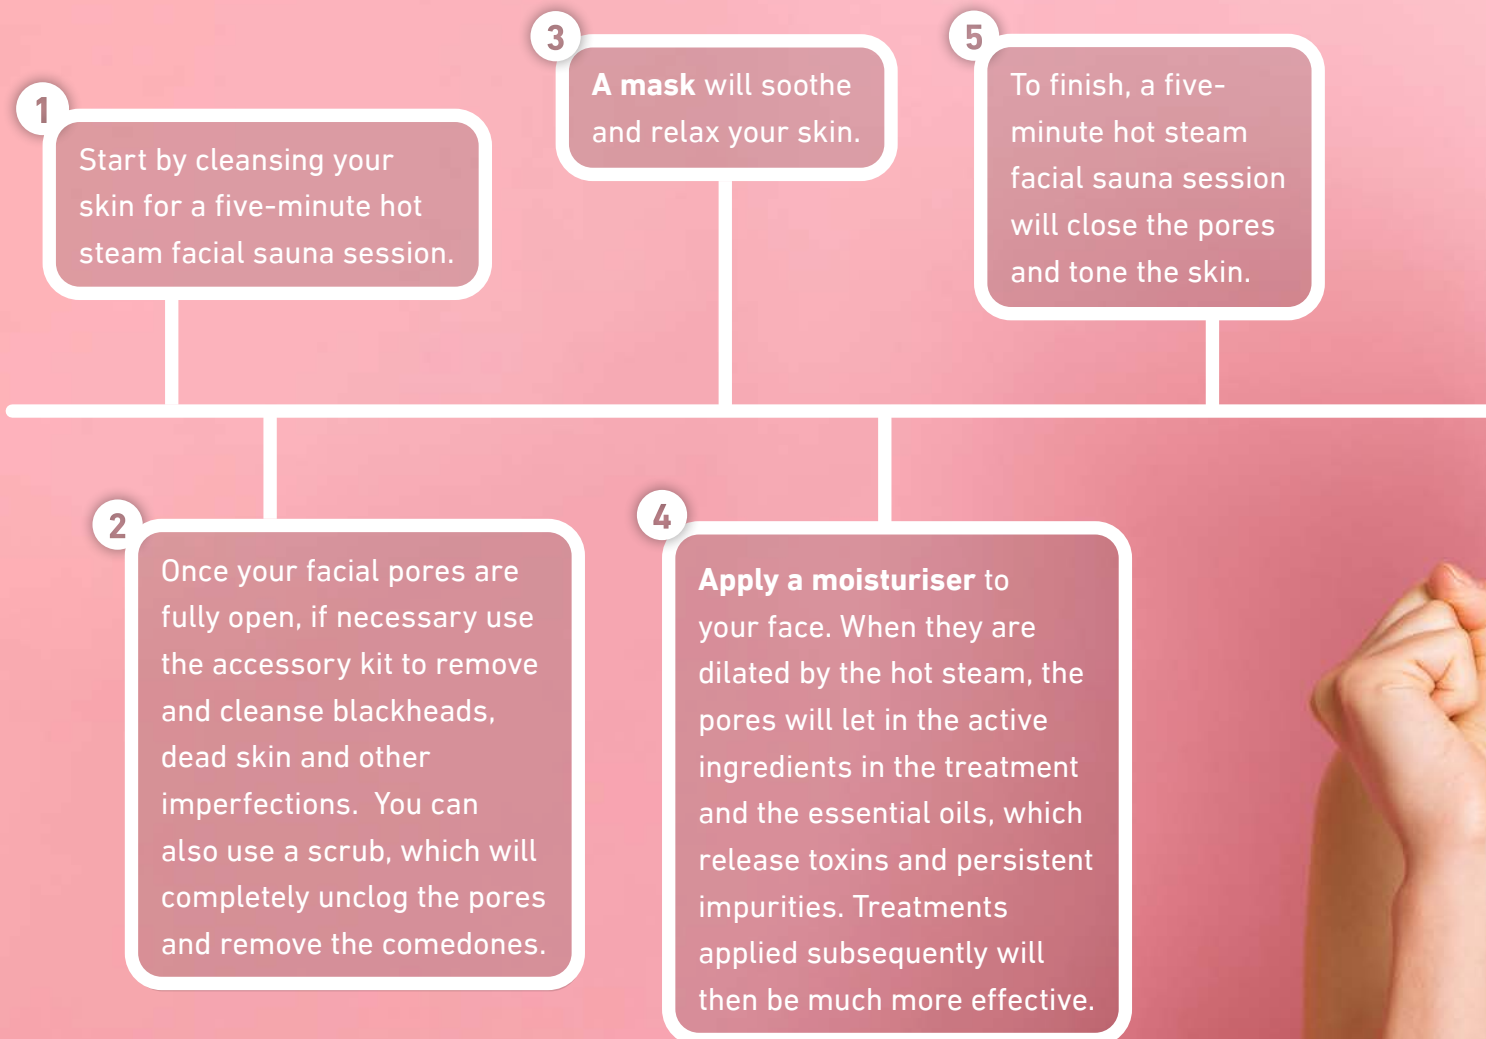 1
Start by cleansing your
skin for a five-minute hot
steam facial sauna session.
2
Once your facial pores are
fully open, if necessary use
the accessory kit to remove
and cleanse blackheads,
dead skin and other
imperfections.  You can
also use a scrub, which will
completely unclog the pores
and remove the comedones.
3
A mask will soothe
and relax your skin.
4
Apply a moisturiser to
your face. When they are
dilated by the hot steam, the
pores will let in the active
ingredients in the treatment
and the essential oils, which
release toxins and persistent
impurities. Treatments
applied subsequently will
then be much more effective.
5
To finish, a five-
minute hot steam
facial sauna session
will close the pores
and tone the skin.